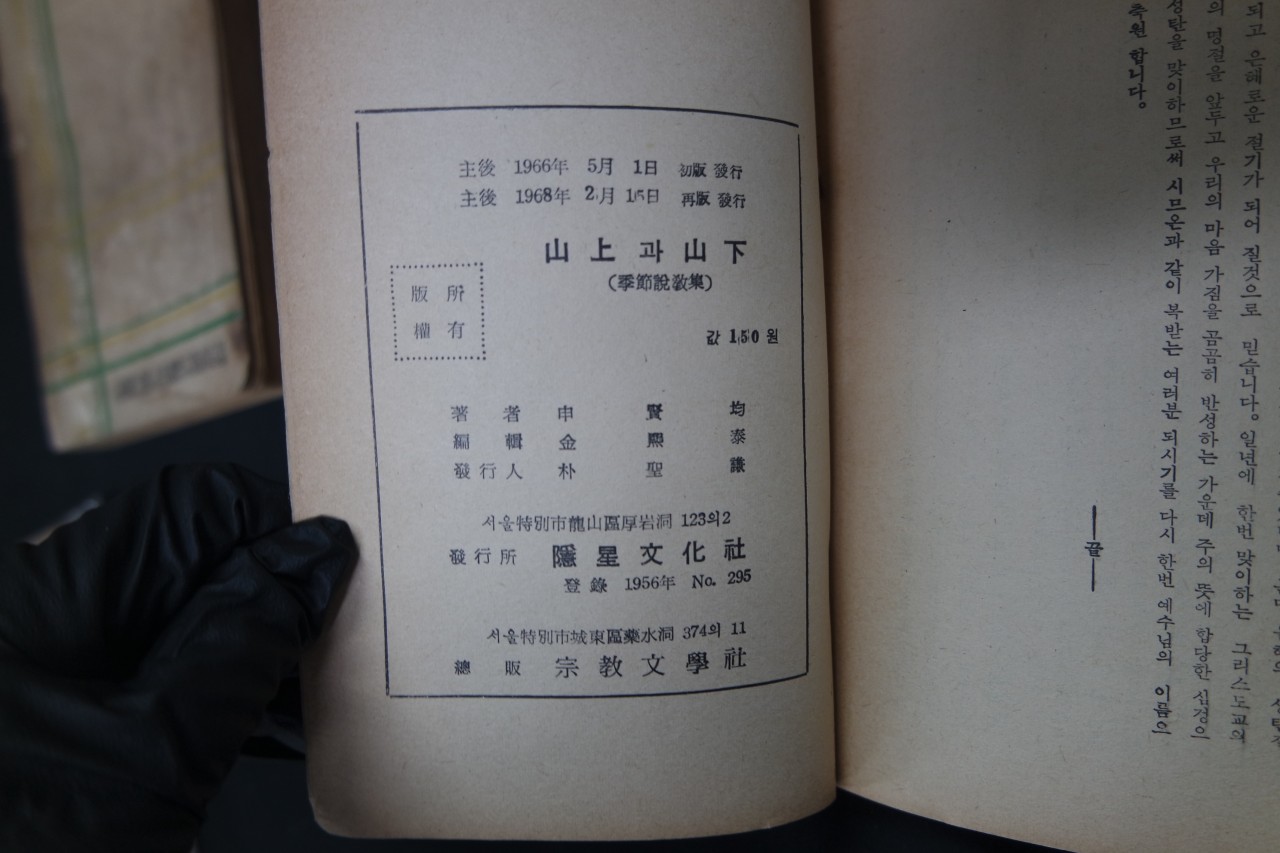 主後 1966年 5月 1日 初版 發行
主後 1968年 2月 15日 再版 發行
山上과山下
(季節說敎集)
版 所
權 有
값 150 원
著者 申賢均
編輯 金熙泰
發行人 朴聖謙
서울特別市龍山區厚岩洞 123의2
發行所 隱星文化社
登錄 1956年 No. 295
서울特別市城東區藥水洞 374의 11
總販 宗敎文學社
되고 은혜로운 절기가 되어 질것으로 믿습니다。 일년에 한번 맞이하는 그리스도교의
의 명절을 앞두고 우리의 마음 가짐을 곰곰히 반성하는 가운데 주의 뜻에 합당한 심경으
성탄을 맞이하므로써 시므온과 같이 복받는 여러분 되시기를 다시 한번 예수님의 이름으
축원 합니다。
—끝—